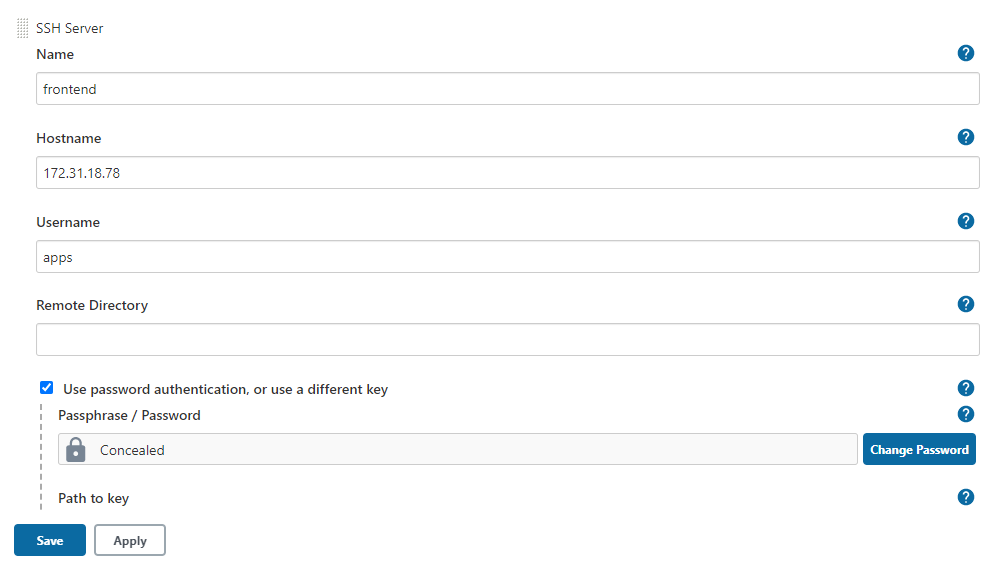 SSH Server
Name
?
frontend
Hostname
?
172.31.18.78
Username
?
apps
Remote Directory
?
Use password authentication, or use a different key
?
Passphrase / Password
?
Concealed
Change Password
Path to key
?
Save
Apply